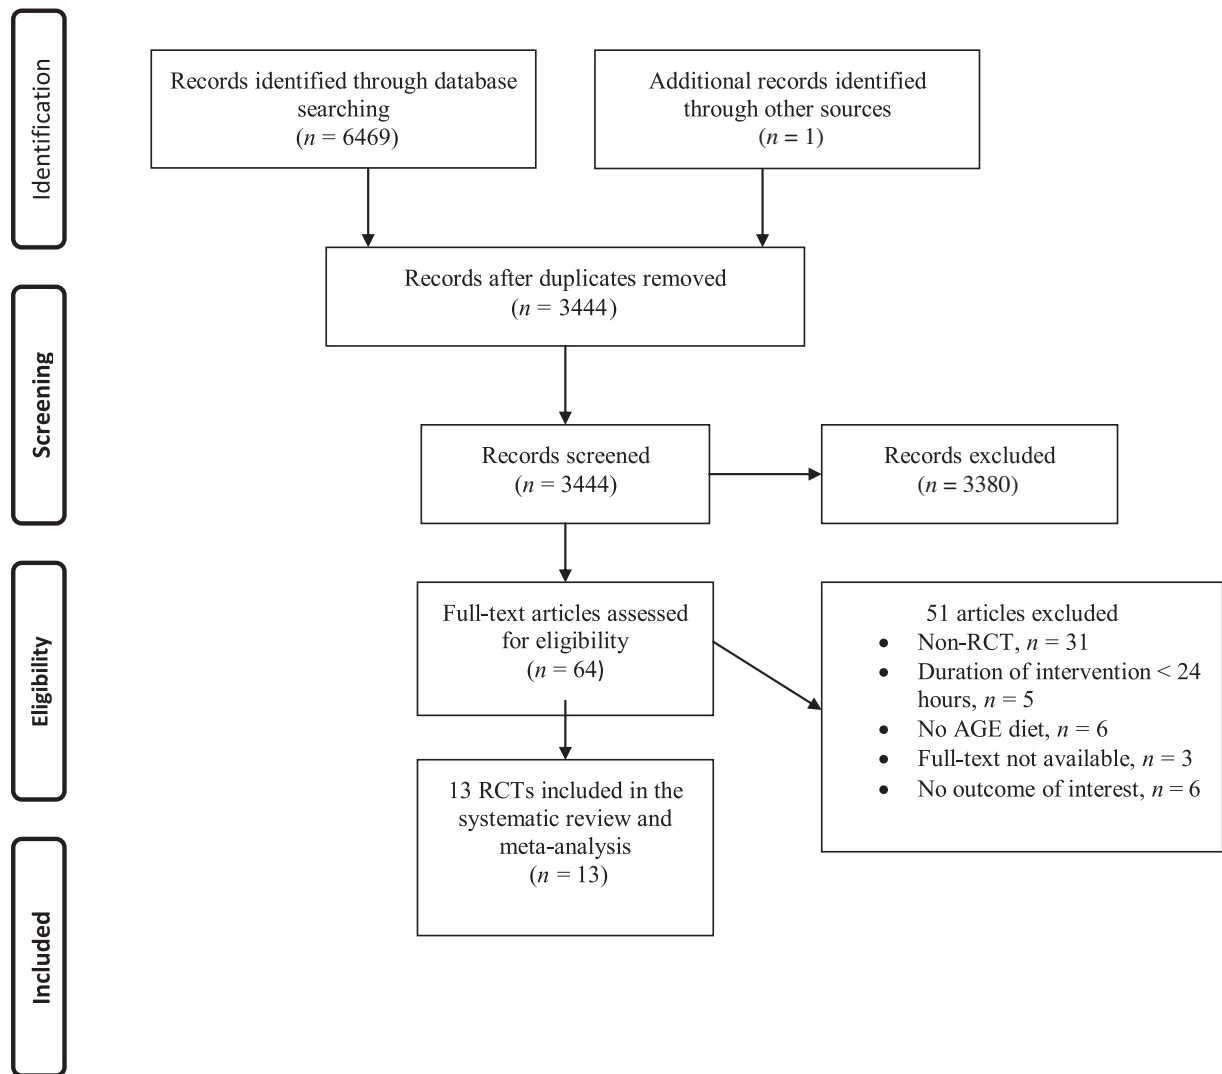 Identification
Records identified through database
searching
(n = 6469)
Additional records identified
through other sources
(n = 1)
Records after duplicates removed
(n = 3444)
Screening
Records screened
(n = 3444)
Records excluded
(n = 3380)
Eligibility
Full-text articles assessed
for eligibility
(n = 64)
51 articles excluded
• Non-RCT, n = 31
• Duration of intervention < 24
hours, n = 5
• No AGE diet, n = 6
• Full-text not available, n = 3
• No outcome of interest, n = 6
Included
13 RCTs included in the
systematic review and
meta-analysis
(n = 13)